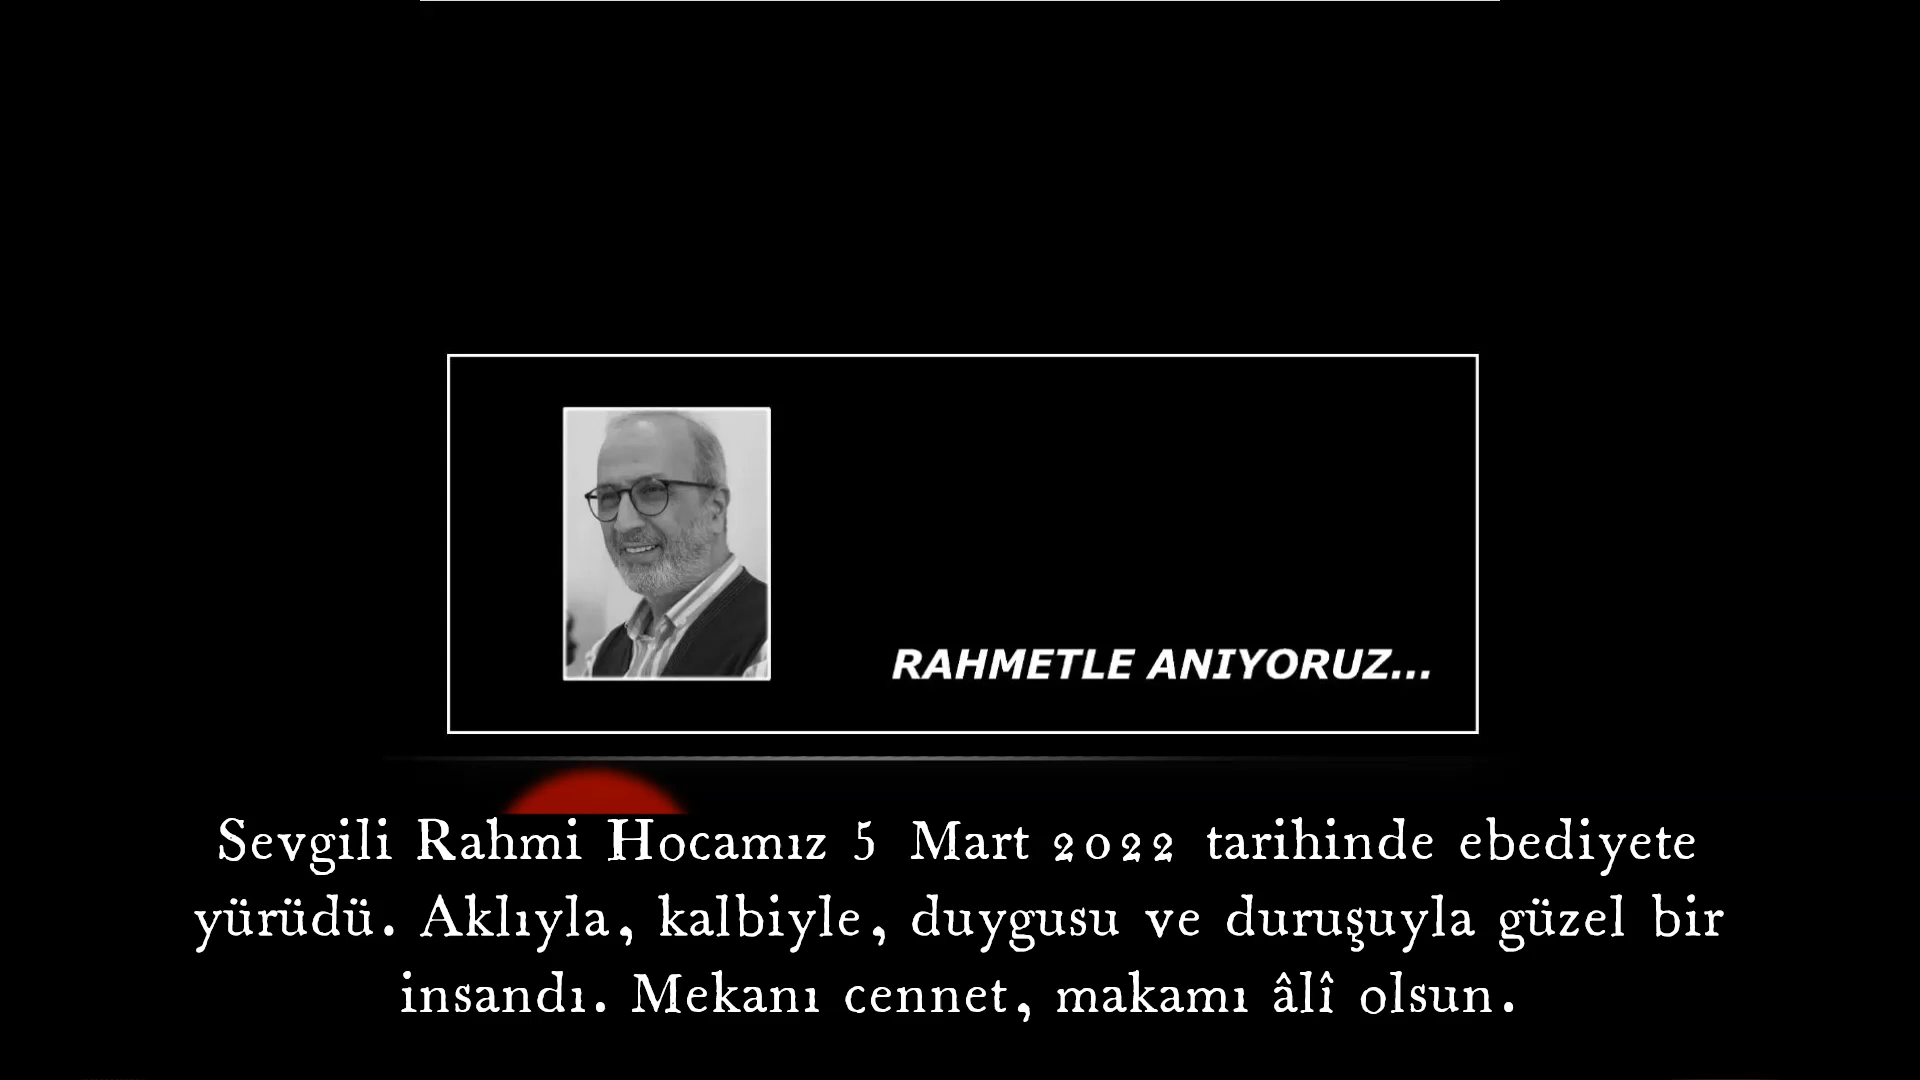 RAHMETLE ANIYORUZ...
Sevgili Rahmi Hocamız 5 Mart 2022 tarihinde ebediyete
yürüdü. Aklıyla, kalbiyle, duygusu ve duruşuyla güzel bir
insandı. Mekanı cennet, makamı âlî olsun.